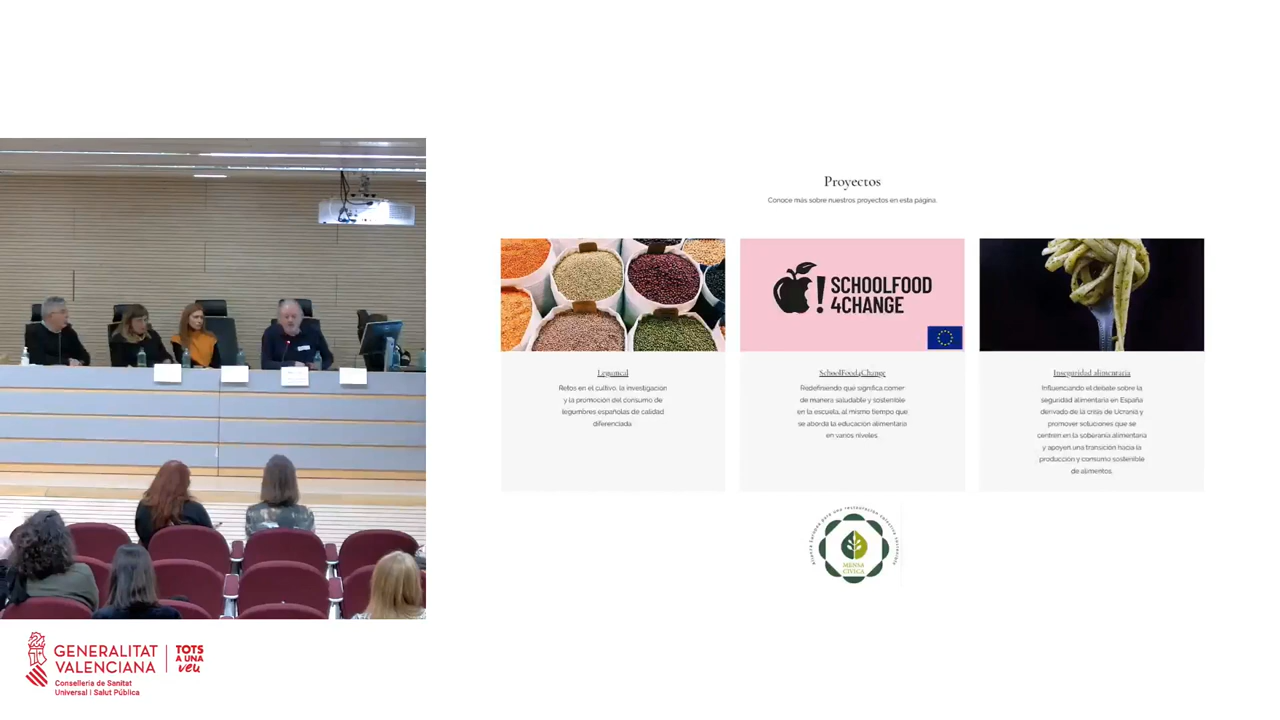 Proyectos
Conoce más sobre nuestros proyectos en esta página.
SCHOOLFOOD
4CHANGE
Legumcal
Retos en el cultivo, la investigación
y la promoción del consumo de
legumbres españolas de calidad
diferenciada
SchoolFood4Change
Redefiniendo qué significa comer
de manera saludable y sostenible
en la escuela, al mismo tiempo que
se aborda la educación alimentaria
en varios niveles.
Inseguridad alimentaria
Influenciando el debate sobre la
seguridad alimentaria en España
derivado de la crisis de Ucrania y
promover soluciones que se
centren en la soberanía alimentaria
y apoyen una transición hacia la
producción y consumo sostenible
de alimentos.
MENSA
CIVICA
GENERALITAT
VALENCIANA
TOTS
A UNA
veu
Conselleria de Sanitat
Universal i Salut Pública